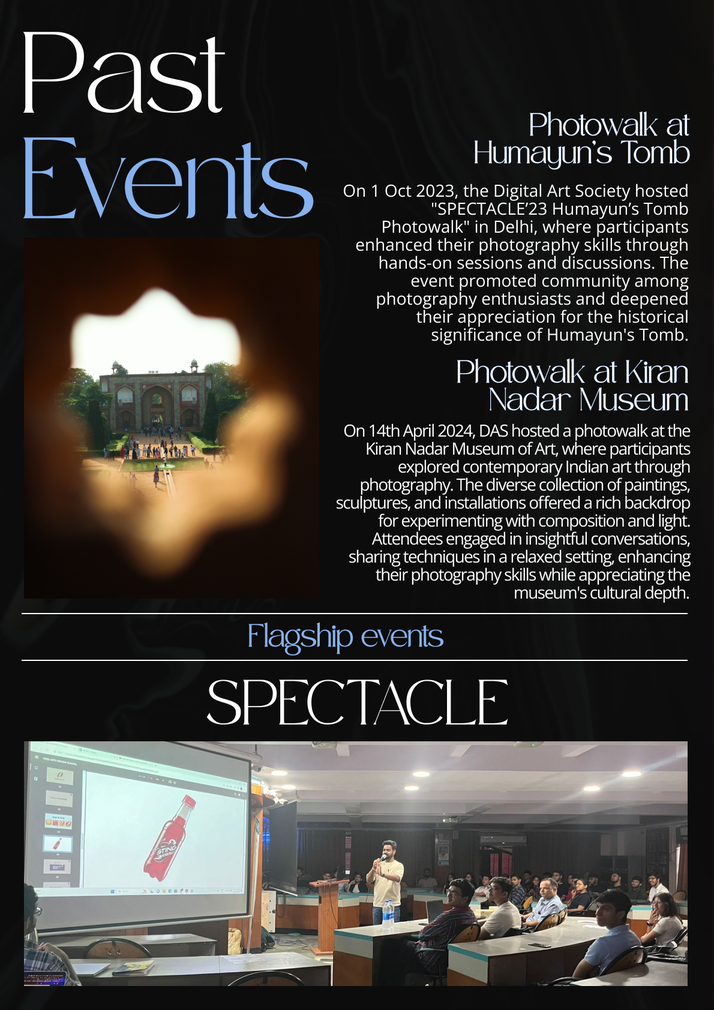 Past
Events
Photowalk at
Humayun's Tomb
On 1 Oct 2023, the Digital Art Society hosted
"SPECTACLE’23 Humayun’s Tomb
Photowalk" in Delhi, where participants
enhanced their photography skills through
hands-on sessions and discussions. The
event promoted community among
photography enthusiasts and deepened
their appreciation for the historical
significance of Humayun's Tomb.
Photowalk at Kiran
Nadar Museum
On 14th April 2024, DAS hosted a photowalk at the
Kiran Nadar Museum of Art, where participants
explored contemporary Indian art through
photography. The diverse collection of paintings,
sculptures, and installations offered a rich backdrop
for experimenting with composition and light.
Attendees engaged in insightful conversations,
sharing techniques in a relaxed setting, enhancing
their photography skills while appreciating the
museum's cultural depth.
Flagship events
SPECTACLE
STING